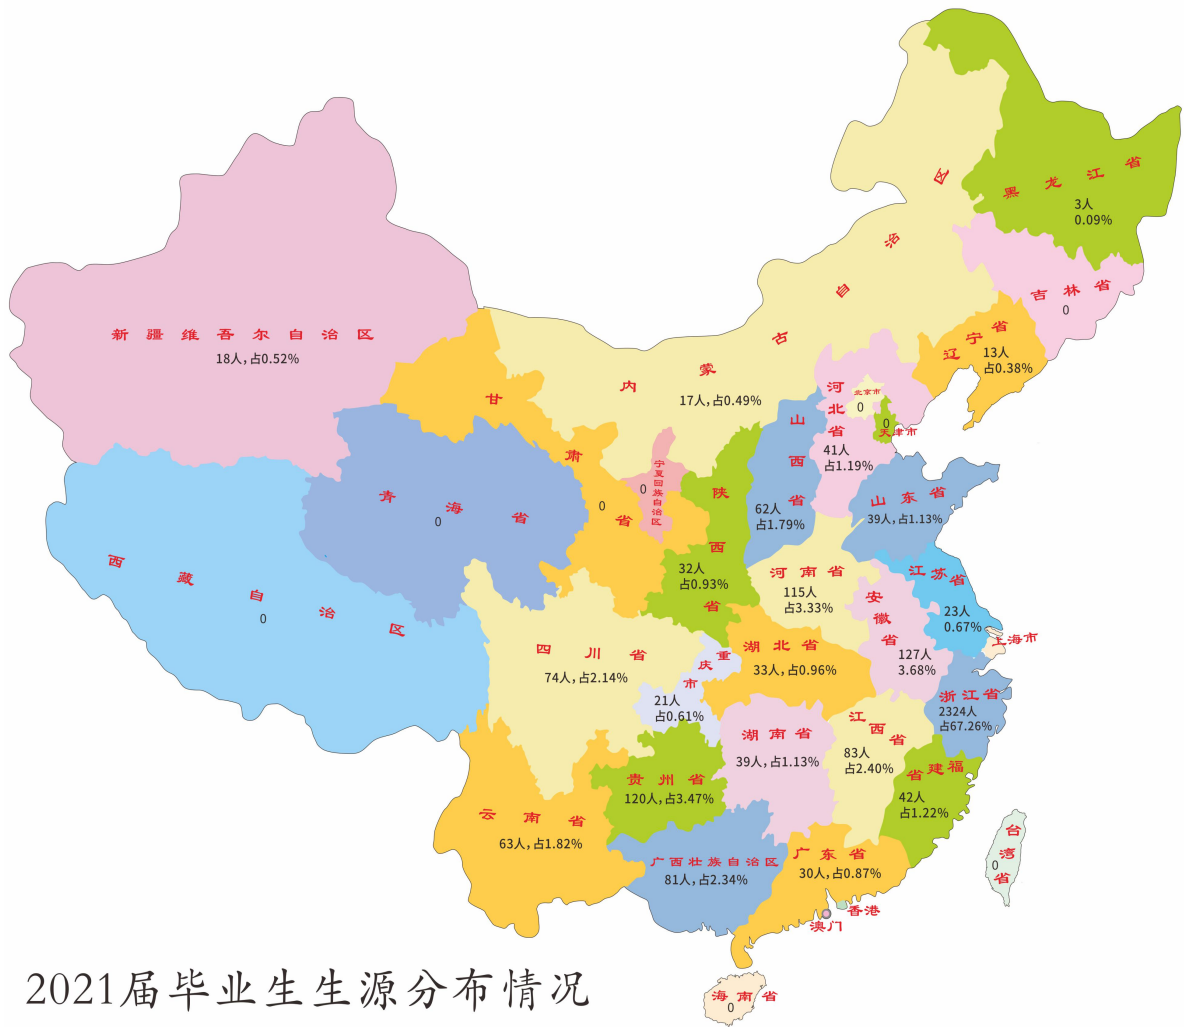 黑龙江省
3人
0.09%
吉林省
0
辽宁省
13人
占0.38%
内蒙古自治区
17人,占0.49%
新疆维吾尔自治区
18人,占0.52%
甘肃省
0
青海省
0
宁夏回族自治区
0
陕西省
32人
占0.93%
山西省
62人
占1.79%
河北省
41人
占1.19%
北京市
0
天津市
0
山东省
39人,占1.13%
西藏自治区
0
河南省
115人
占3.33%
江苏省
23人
0.67%
安徽省
127人
3.68%
上海市
四川省
74人,占2.14%
重庆市
21人
占0.61%
湖北省
33人,占0.96%
浙江省
2324人
占67.26%
湖南省
39人,占1.13%
江西省
83人
占2.40%
福建省
42人
占1.22%
贵州省
120人,占3.47%
云南省
63人,占1.82%
广西壮族自治区
81人,占2.34%
广东省
30人,占0.87%
台湾省
0
香港
澳门
海南省
0
2021届毕业生生源分布情况